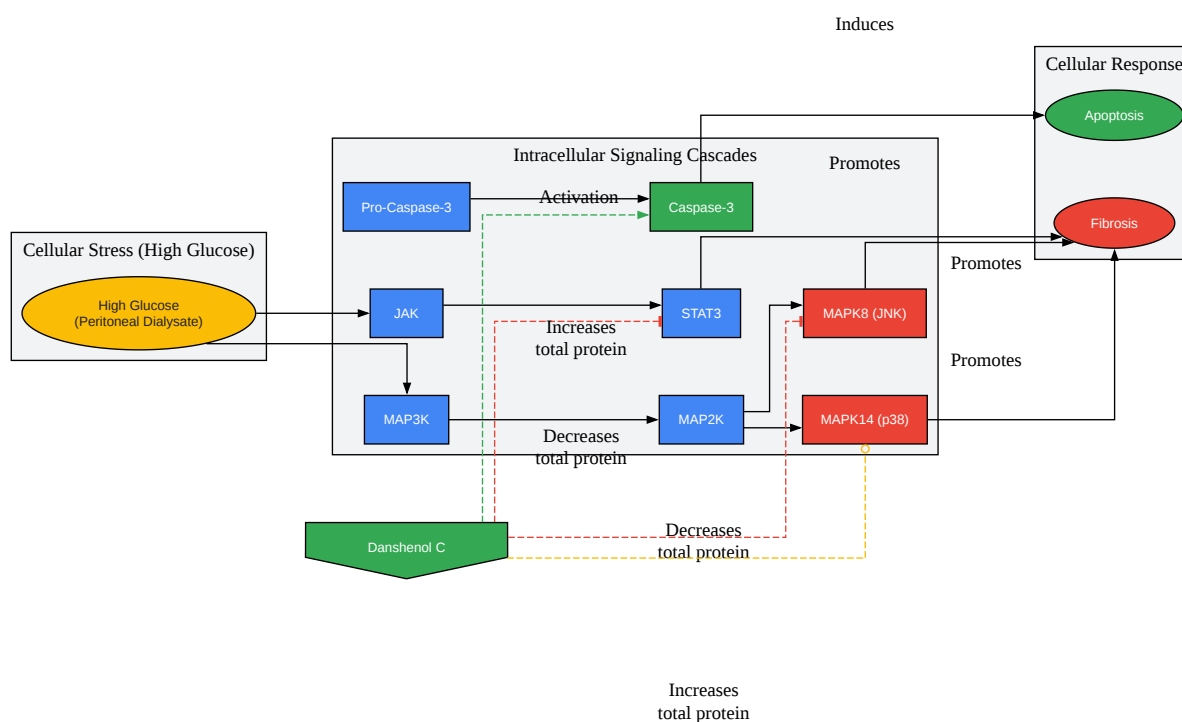 Induces
Cellular Response
Apoptosis
Intracellular Signaling Cascades
Promotes
Pro-Caspase-3
Activation
Caspase-3
Fibrosis
Cellular Stress (High Glucose)
Promotes
High Glucose
(Peritoneal Dialysate)
JAK
STAT3
MAPK8 (JNK)
Increases
total protein
Promotes
MAP3K
MAP2K
MAPK14 (p38)
Decreases
total protein
Danshenol C
Decreases
total protein
Increases
total protein